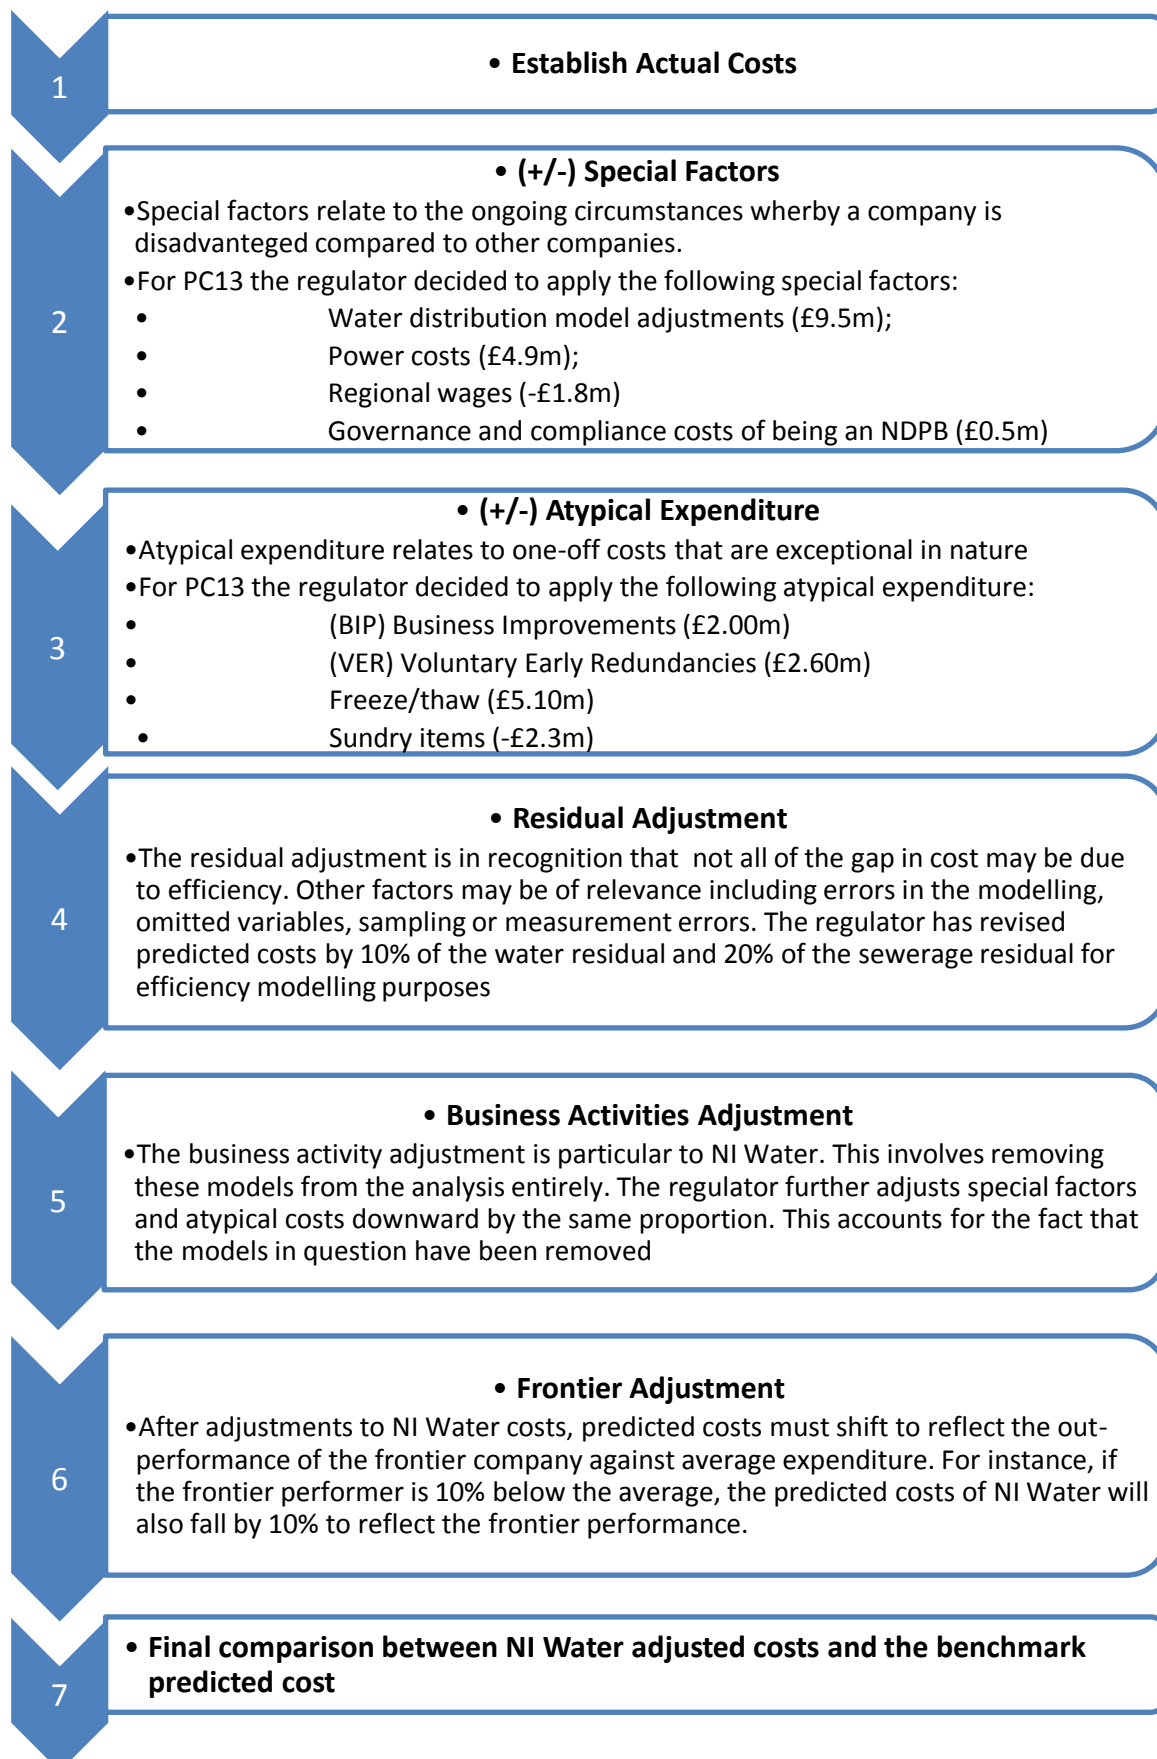 1
• Establish Actual Costs
2
• (+/-) Special Factors
•Special factors relate to the ongoing circumstances wherby a company is
disadvanteged compared to other companies.
•For PC13 the regulator decided to apply the following special factors:
• Water distribution model adjustments (£9.5m);
• Power costs (£4.9m);
• Regional wages (-£1.8m)
• Governance and compliance costs of being an NDPB (£0.5m)
3
• (+/-) Atypical Expenditure
•Atypical expenditure relates to one-off costs that are exceptional in nature
•For PC13 the regulator decided to apply the following atypical expenditure:
• (BIP) Business Improvements (£2.00m)
• (VER) Voluntary Early Redundancies (£2.60m)
• Freeze/thaw (£5.10m)
• Sundry items (-£2.3m)
4
• Residual Adjustment
•The residual adjustment is in recognition that not all of the gap in cost may be due
to efficiency. Other factors may be of relevance including errors in the modelling,
omitted variables, sampling or measurement errors. The regulator has revised
predicted costs by 10% of the water residual and 20% of the sewerage residual for
efficiency modelling purposes
5
• Business Activities Adjustment
•The business activity adjustment is particular to NI Water. This involves removing
these models from the analysis entirely. The regulator further adjusts special factors
and atypical costs downward by the same proportion. This accounts for the fact that
the models in question have been removed
6
• Frontier Adjustment
•After adjustments to NI Water costs, predicted costs must shift to reflect the out-
performance of the frontier company against average expenditure. For instance, if
the frontier performer is 10% below the average, the predicted costs of NI Water will
also fall by 10% to reflect the frontier performance.
7
• Final comparison between NI Water adjusted costs and the benchmark
predicted cost